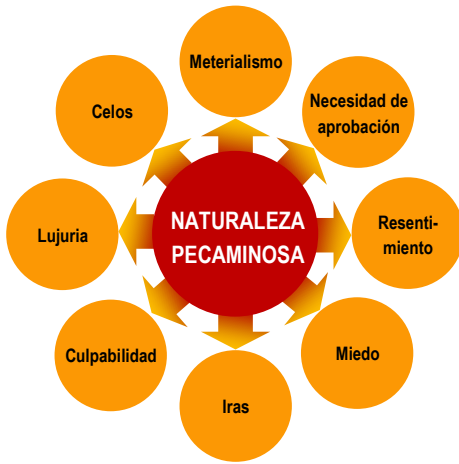 Meterialismo
Necesidad de
aprobación
Resenti-
miento
Miedo
Iras
Culpabilidad
Lujuria
Celos
NATURALEZA
PECAMINOSA